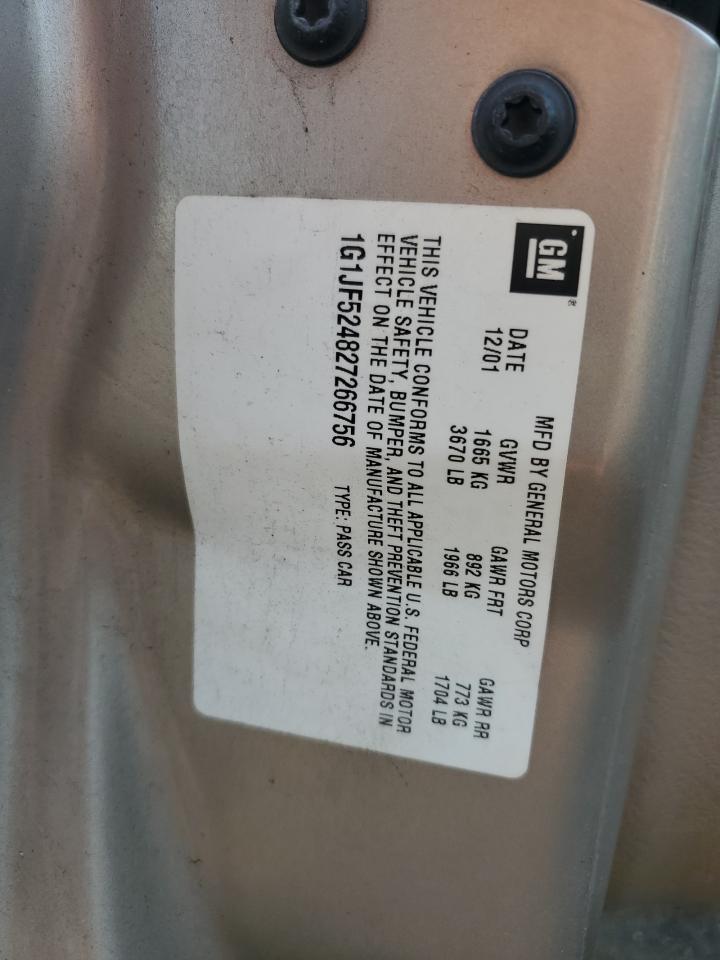 GM
MFD BY GENERAL MOTORS CORP
DATE GVWR GAWR FRT GAWR RR
12/01 1665 KG 892 KG 773 KG
3670 LB 1966 LB 1704 LB
THIS VEHICLE CONFORMS TO ALL APPLICABLE U.S. FEDERAL MOTOR
VEHICLE SAFETY, BUMPER, AND THEFT PREVENTION STANDARDS IN
EFFECT ON THE DATE OF MANUFACTURE SHOWN ABOVE.
1G1JF524827266756 TYPE: PASS CAR